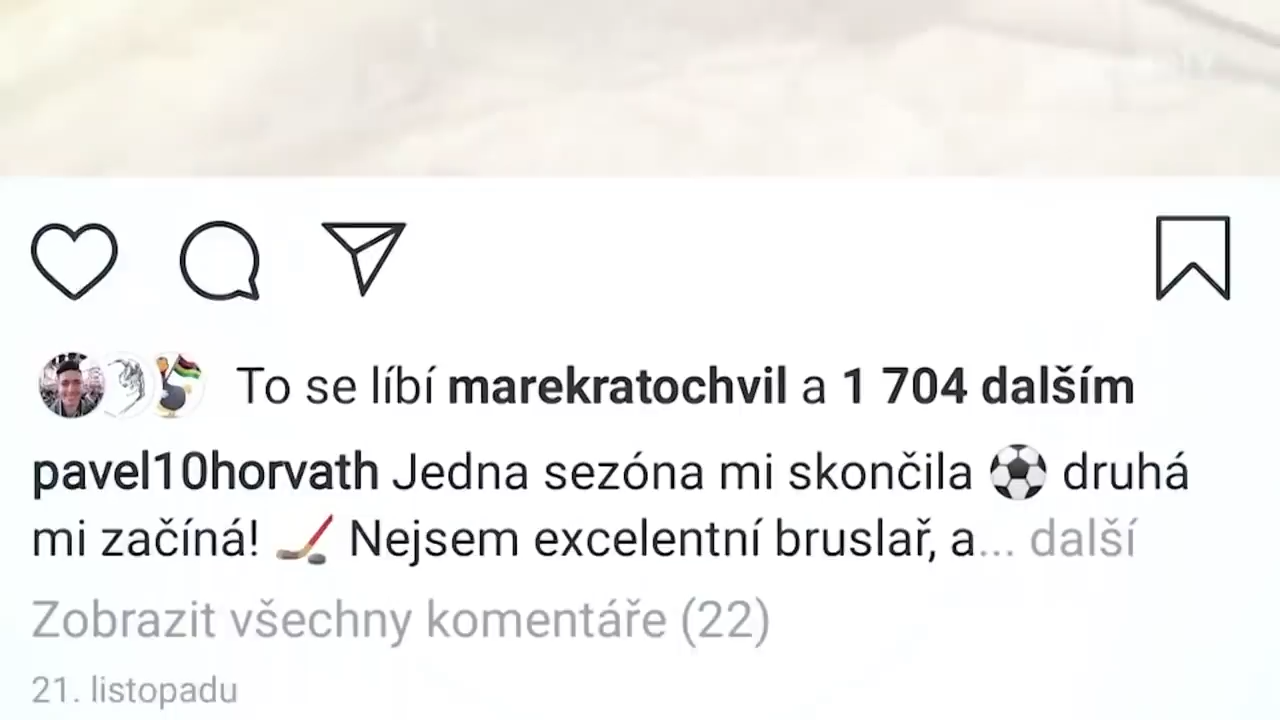 To se líbí marekratochvil a 1 704 dalším
pavel10horvath Jedna sezóna mi skončila ⚽ druhá
mi začíná! 🏒 Nejsem excelentní bruslař, a... další
Zobrazit všechny komentáře (22)
21. listopadu